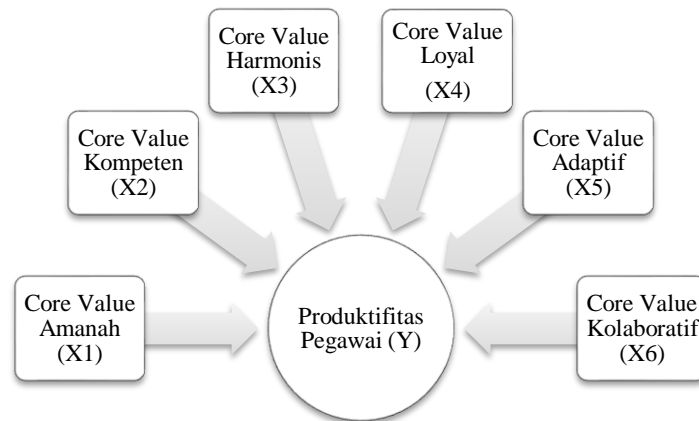 Core Value
Harmonis
(X3)
Core Value
Loyal
(X4)
Core Value
Kompeten
(X2)
Core Value
Adaptif
(X5)
Core Value
Amanah
(X1)
Produktifitas
Pegawai (Y)
Core Value
Kolaboratif
(X6)